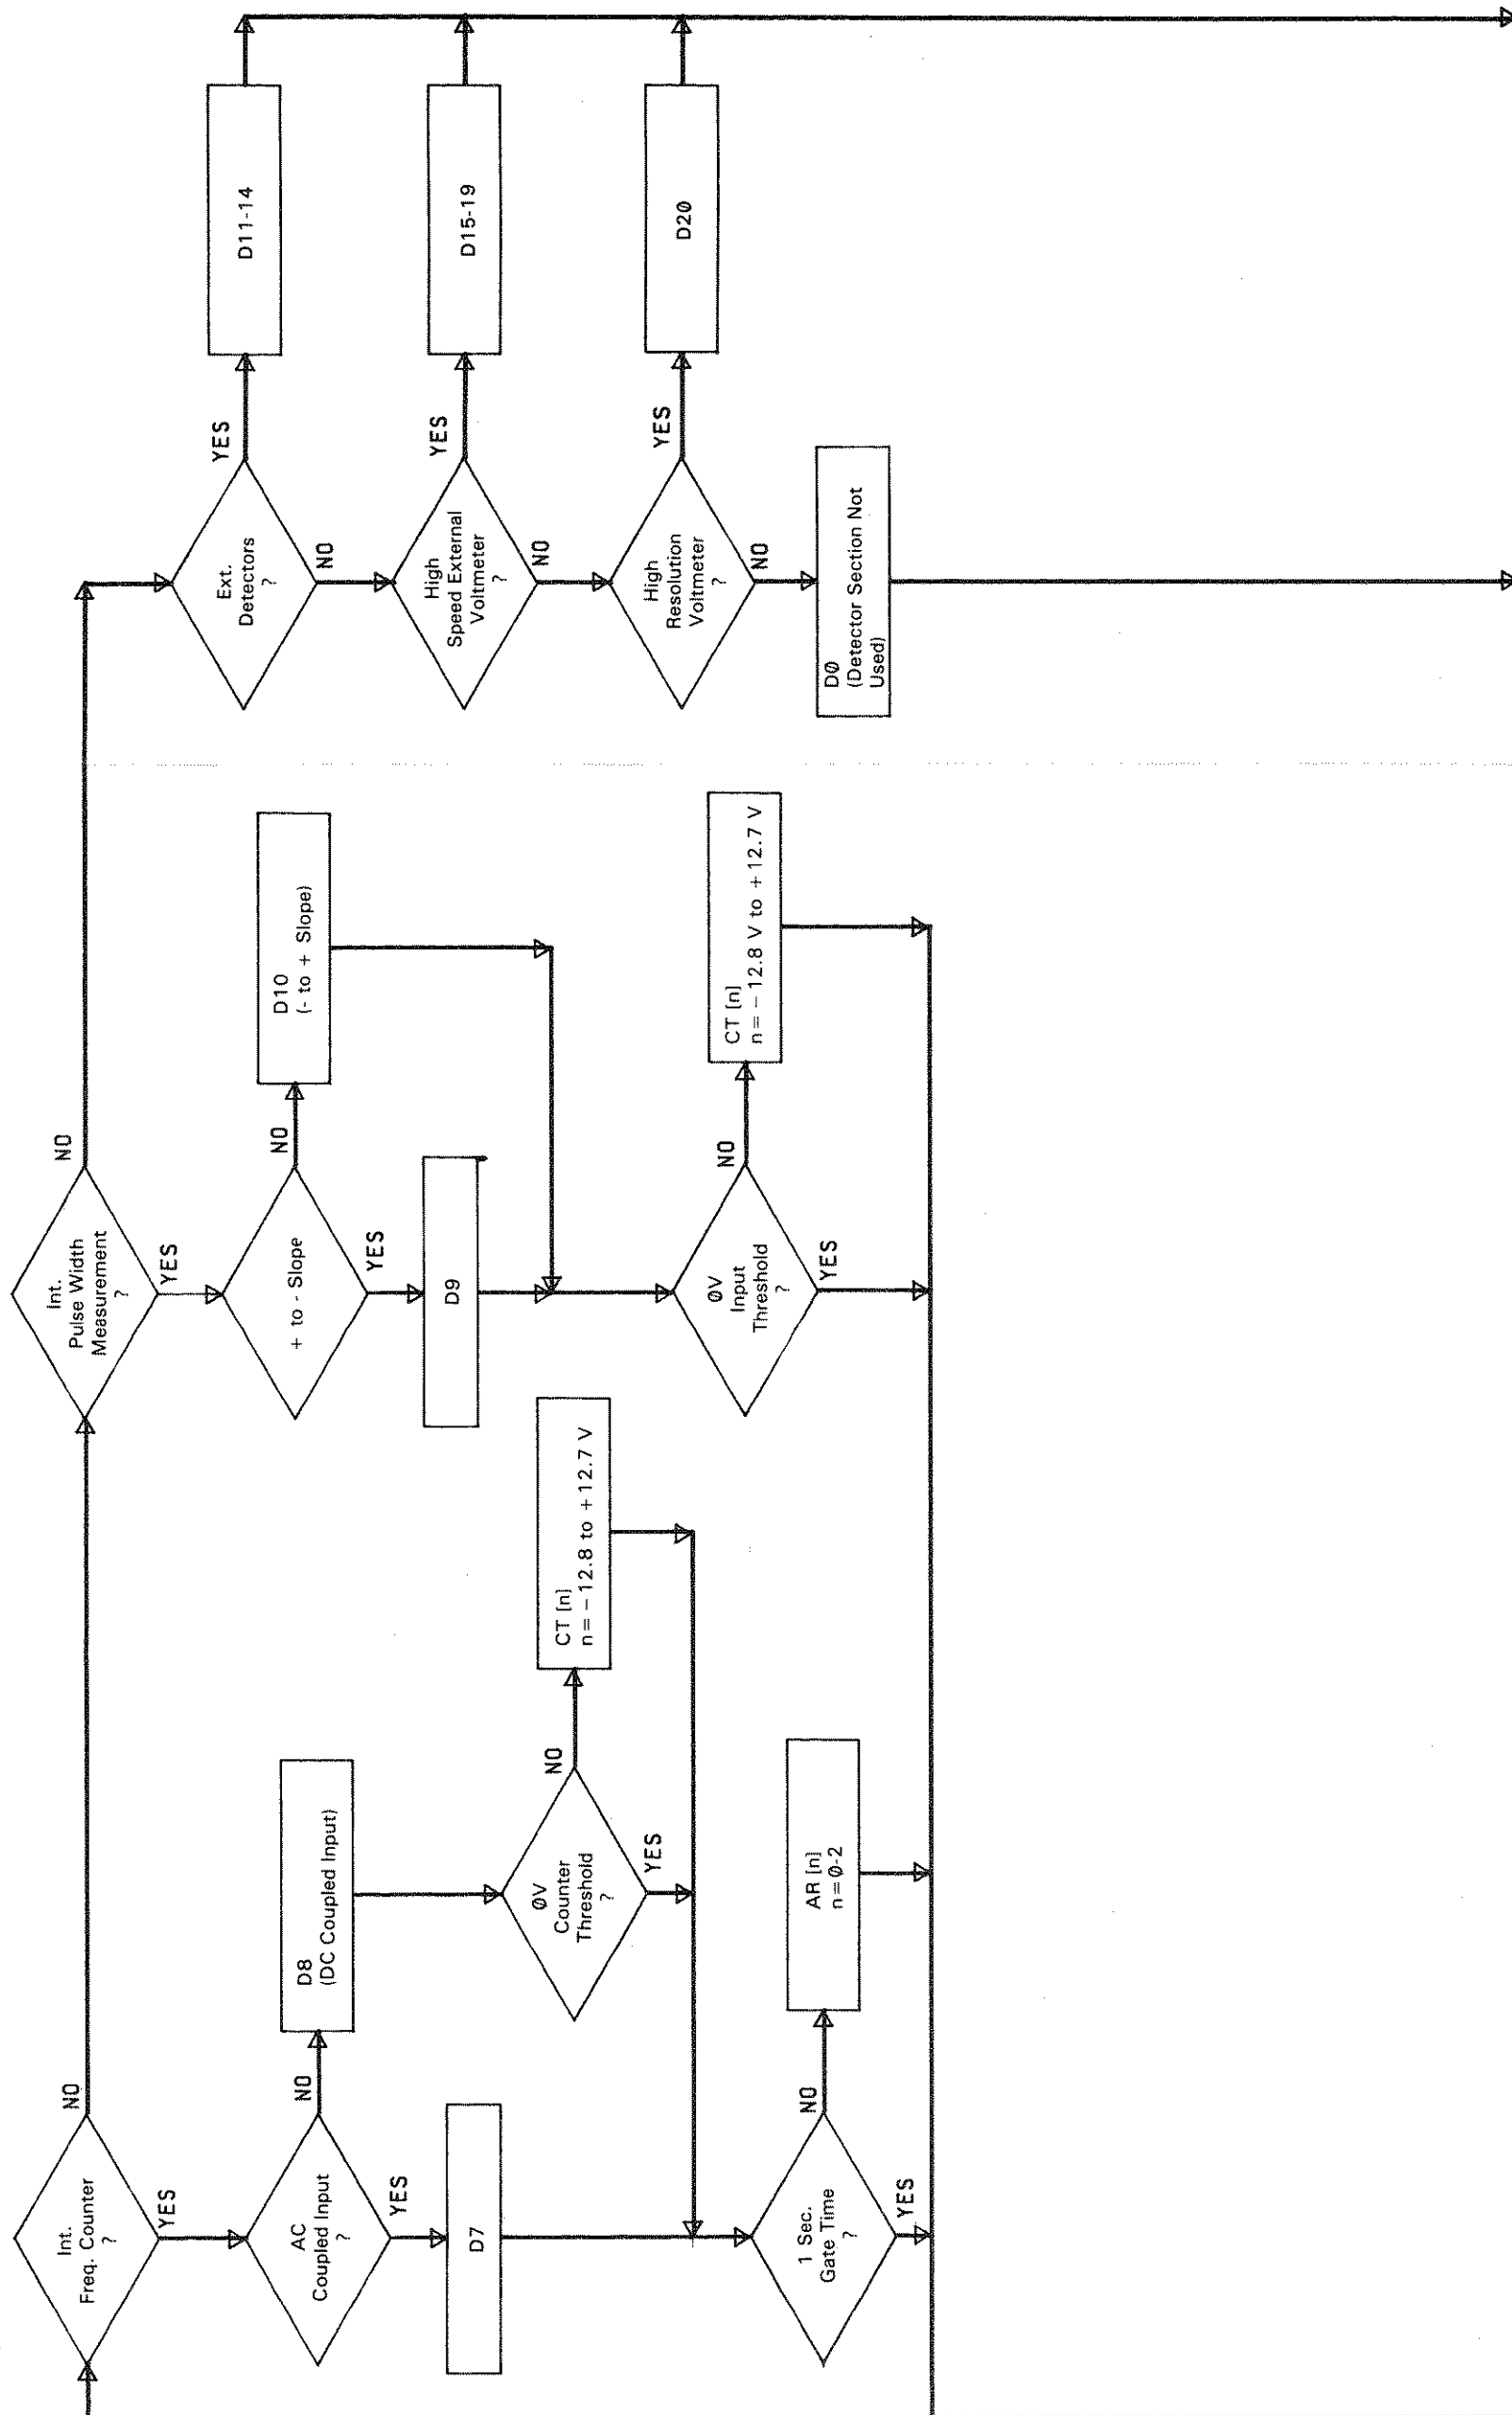 Int.
Freq. Counter
?
NO
YES
AC
Coupled Input
?
NO
YES
D8
(DC Coupled Input)
D7
ØV
Counter
Threshold
?
NO
YES
CT [n]
n = – 12.8 to + 12.7 V
1 Sec.
Gate Time
?
NO
YES
AR [n]
n = Ø-2
Int.
Pulse Width
Measurement
?
NO
YES
+ to - Slope
NO
YES
D10
(- to + Slope)
D9
ØV
Input
Threshold
?
NO
YES
CT [n]
n = – 12.8 V to + 12.7 V
Ext.
Detectors
?
YES
NO
D11-14
High
Speed External
Voltmeter
?
YES
NO
D15-19
High
Resolution
Voltmeter
?
YES
NO
D2Ø
DØ
(Detector Section Not
Used)